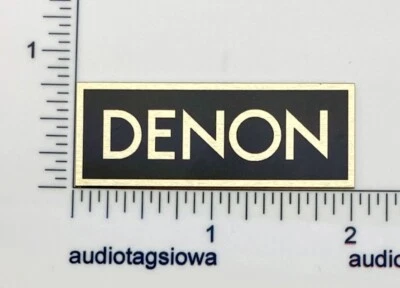 1
DENON
1
2
audiotagsiowa
audio